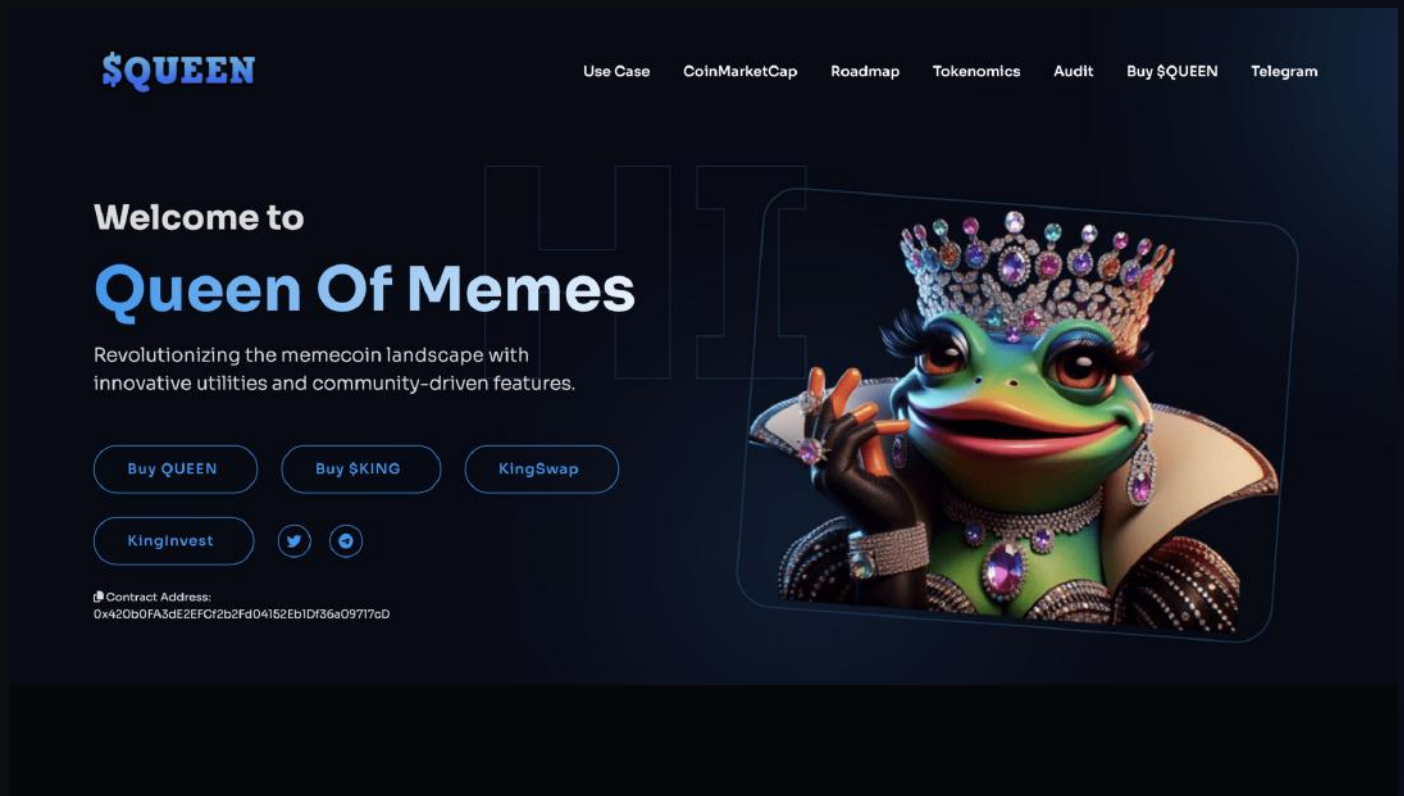 $QUEEN
Use Case CoinMarketCap Roadmap Tokenomics Audit Buy $QUEEN Telegram
HI
Welcome to
Queen Of Memes
Revolutionizing the memecoin landscape with
innovative utilities and community-driven features.
Buy QUEEN Buy $KING KingSwap
KingInvest
Contract Address:
0x420b0FA3dE2EFCf2b2Fd04152Eb1Df36a09717cD